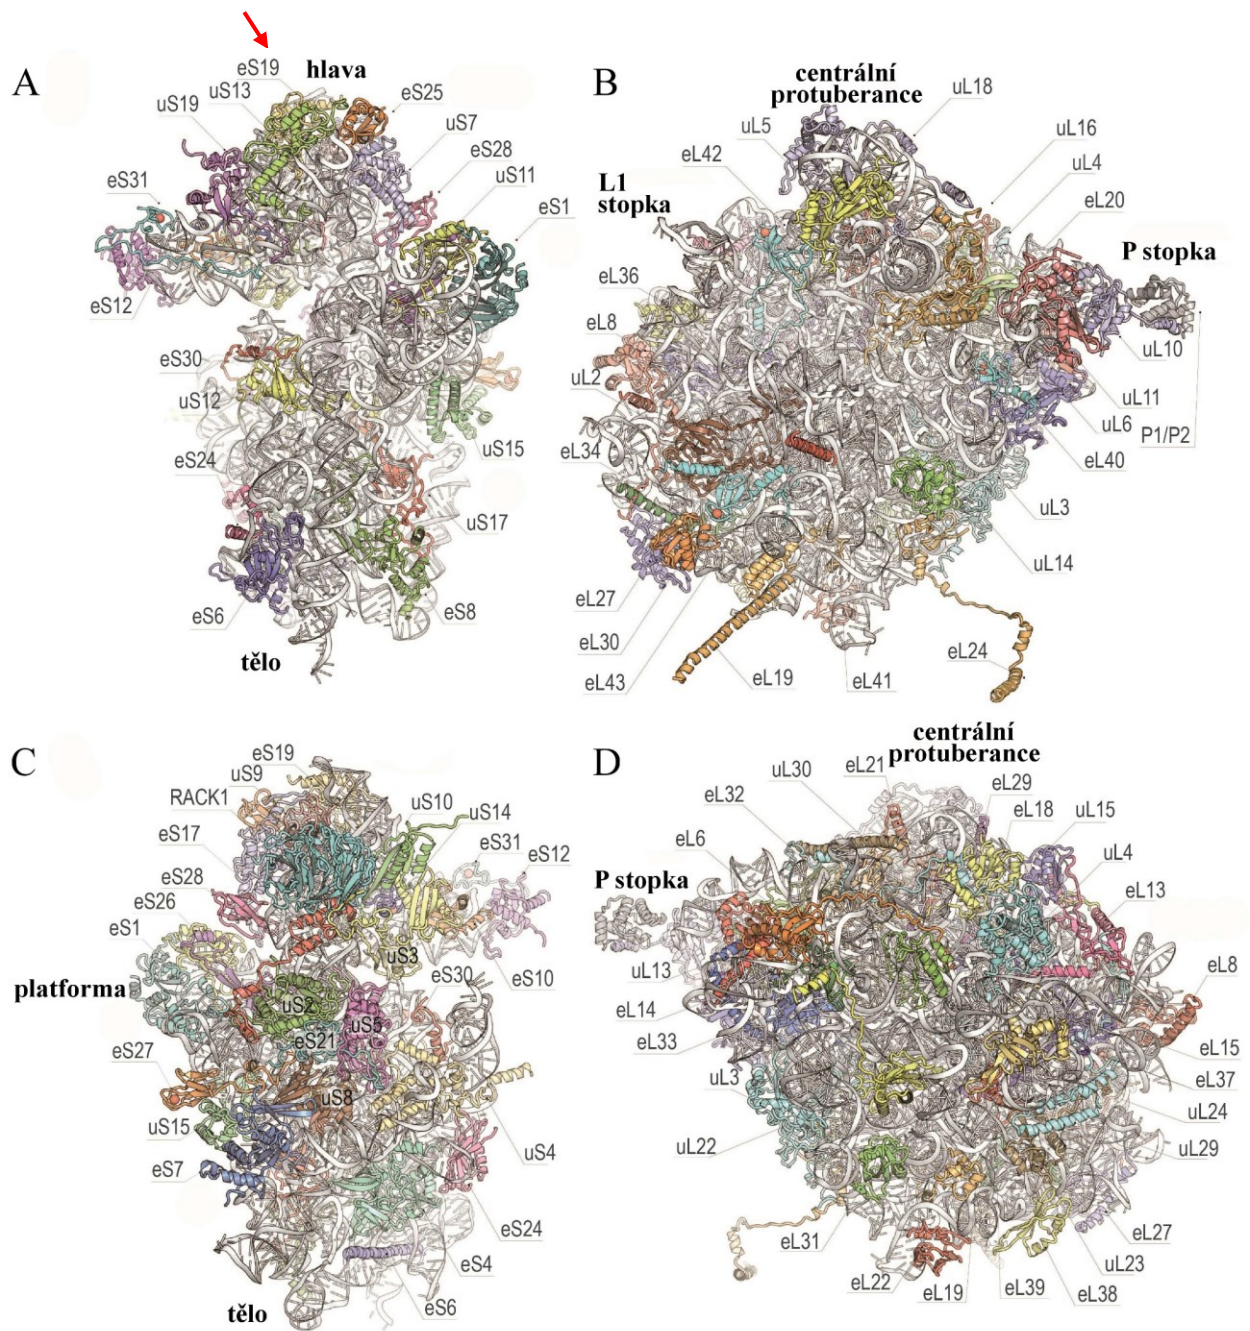 A
hlava
eS19
uS13
uS19
eS25
uS7
eS28
uS11
eS31
eS1
eS12
eS30
uS12
eS24
uS15
uS17
eS6
eS8
tělo
B
centrální
protuberance
uL18
uL5
uL16
eL42
uL4
L1
stopka
eL20
P stopka
eL36
eL8
uL10
uL2
uL11
uL6
P1/P2
eL34
eL40
uL3
uL14
eL27
eL30
eL43
eL19
eL41
eL24
C
eS19
uS9
RACK1
uS10
uS14
eS17
eS31
eS12
eS28
eS26
eS1
uS3
eS30
eS10
platforma
uS2
uS5
eS21
eS27
uS8
uS15
uS4
eS7
eS24
eS4
eS6
tělo
D
centrální
protuberance
eL21
uL30
eL29
eL32
eL18
uL15
eL6
uL4
P stopka
eL13
uL13
eL8
eL14
eL33
eL15
eL37
uL3
uL24
uL22
uL29
eL31
eL27
uL23
eL22
eL19
eL39
eL38